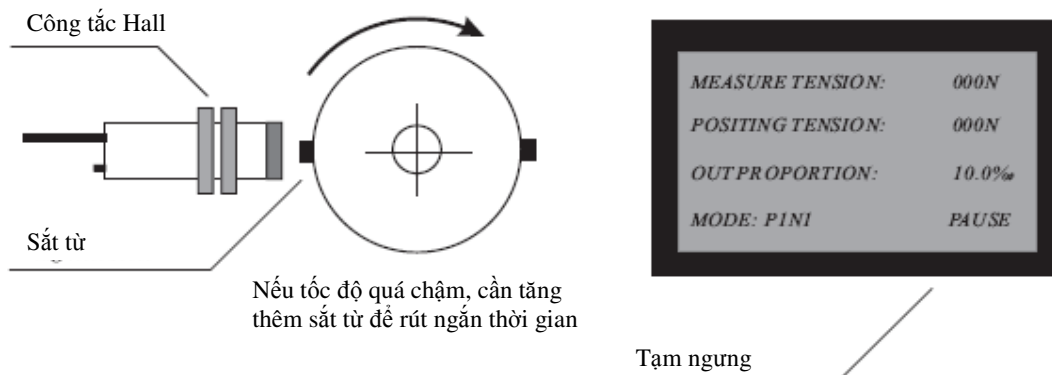 Công tắc Hall
Sắt từ
Nếu tốc độ quá chậm, cần tăng
thêm sắt từ để rút ngắn thời gian
MEASURE TENSION: 000N
POSITING TENSION: 000N
OUTPROPORTION: 10.0‰
MODE: P1N1 PAUSE
Tạm ngưng